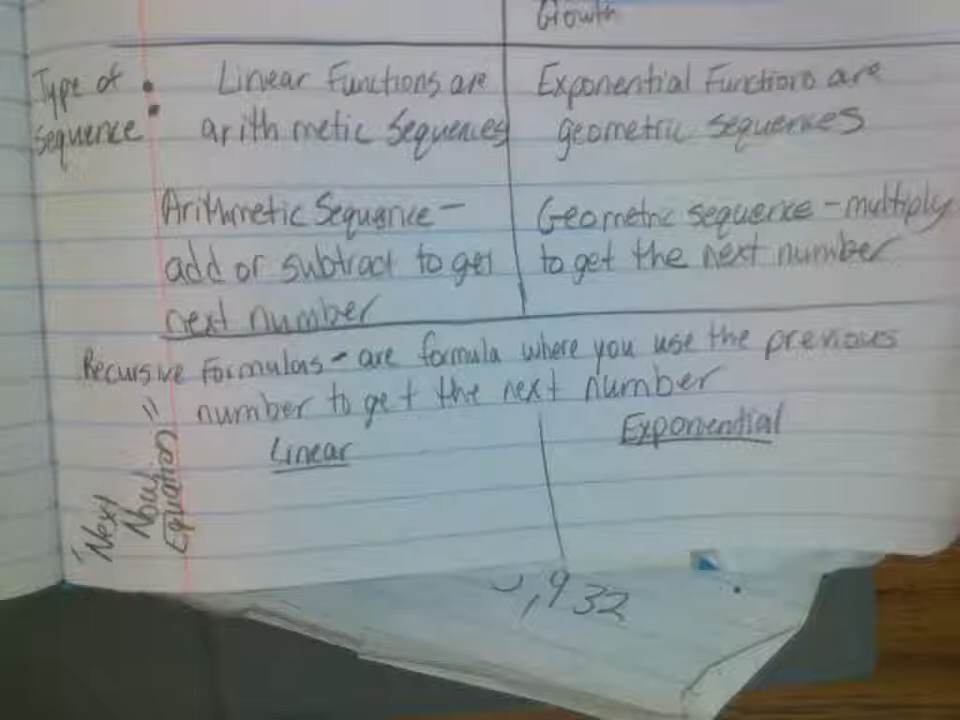 Growth
Type of : Linear Functions are Exponential Functions are
sequence arithmetic sequences geometric sequences
Arithmetic Sequence - Geometric sequence - multiply
add or subtract to get to get the next number
next number
Recursive Formulas - are formula where you use the previous
number to get the next number
Linear Exponential
"Next
Now"
Equation
,932